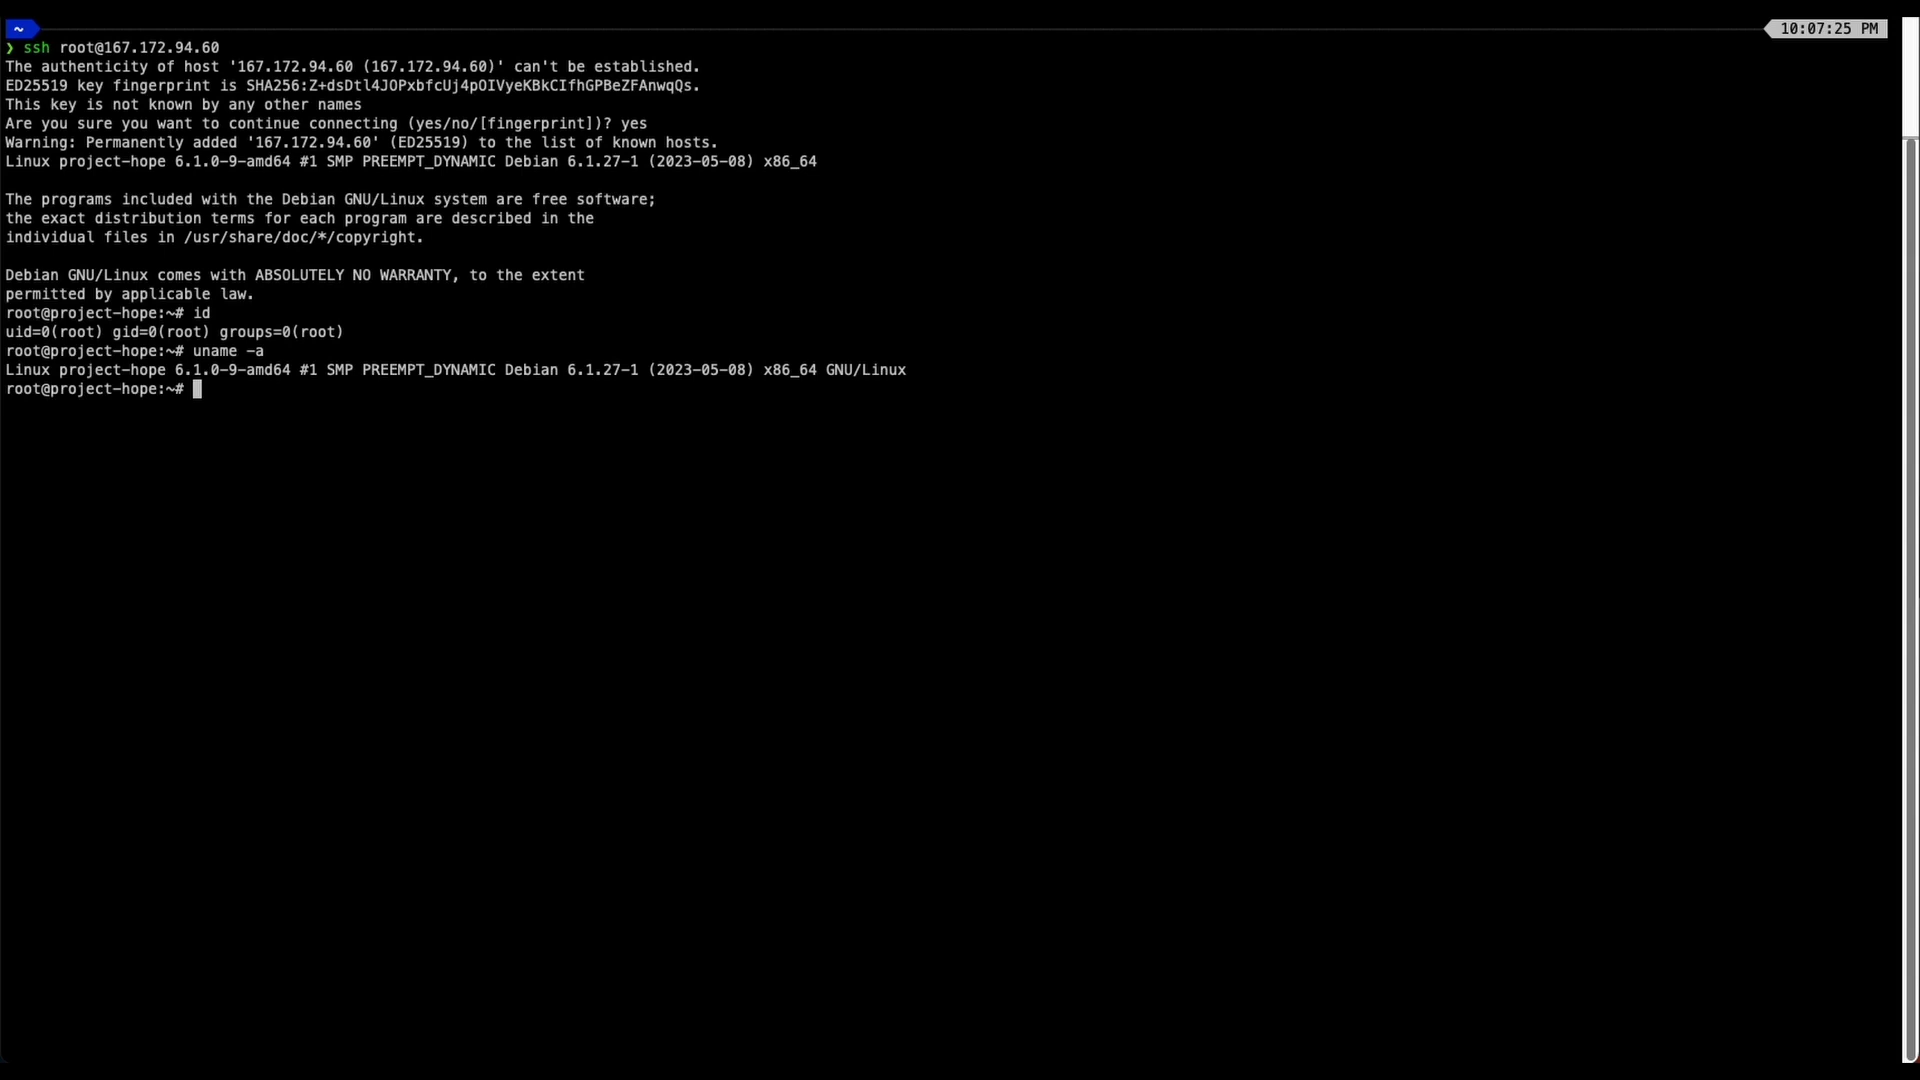 ~ 10:07:25 PM
❯ ssh root@167.172.94.60
The authenticity of host '167.172.94.60 (167.172.94.60)' can't be established.
ED25519 key fingerprint is SHA256:Z+dsDtl4JOPxbfcUj4pOIVyeKBkCIfhGPBeZFAnwqQs.
This key is not known by any other names
Are you sure you want to continue connecting (yes/no/[fingerprint])? yes
Warning: Permanently added '167.172.94.60' (ED25519) to the list of known hosts.
Linux project-hope 6.1.0-9-amd64 #1 SMP PREEMPT_DYNAMIC Debian 6.1.27-1 (2023-05-08) x86_64

The programs included with the Debian GNU/Linux system are free software;
the exact distribution terms for each program are described in the
individual files in /usr/share/doc/*/copyright.

Debian GNU/Linux comes with ABSOLUTELY NO WARRANTY, to the extent
permitted by applicable law.
root@project-hope:~# id
uid=0(root) gid=0(root) groups=0(root)
root@project-hope:~# uname -a
Linux project-hope 6.1.0-9-amd64 #1 SMP PREEMPT_DYNAMIC Debian 6.1.27-1 (2023-05-08) x86_64 GNU/Linux
root@project-hope:~#